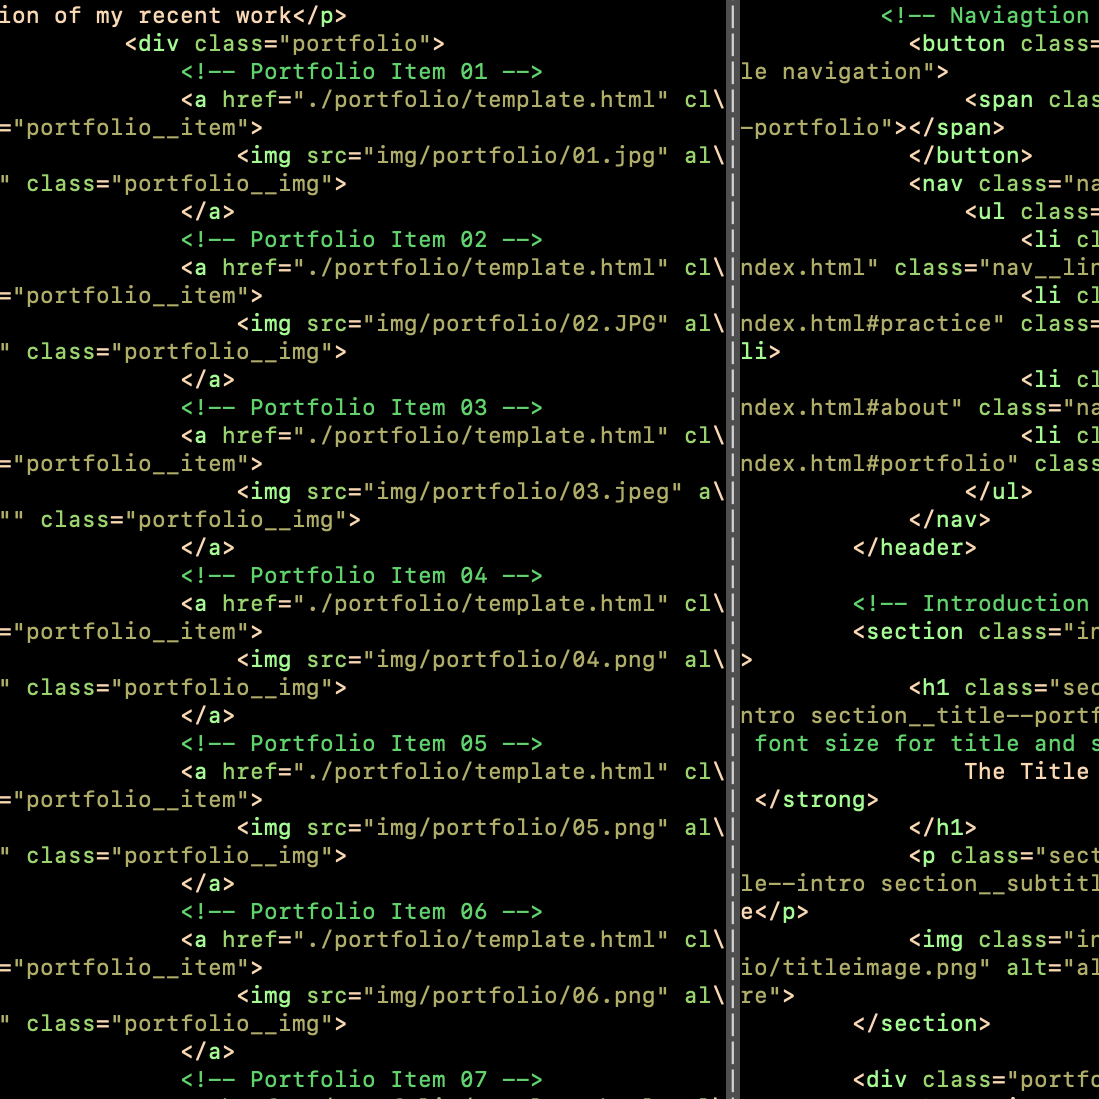 ion of my recent work</p>
<div class="portfolio">
<!-- Portfolio Item 01 -->
<a href="./portfolio/template.html" cl\
="portfolio__item">
<img src="img/portfolio/01.jpg" al\
" class="portfolio__img">
</a>
<!-- Portfolio Item 02 -->
<a href="./portfolio/template.html" cl\
="portfolio__item">
<img src="img/portfolio/02.JPG" al\
" class="portfolio__img">
</a>
<!-- Portfolio Item 03 -->
<a href="./portfolio/template.html" cl\
="portfolio__item">
<img src="img/portfolio/03.jpeg" a\
"" class="portfolio__img">
</a>
<!-- Portfolio Item 04 -->
<a href="./portfolio/template.html" cl\
="portfolio__item">
<img src="img/portfolio/04.png" al\
" class="portfolio__img">
</a>
<!-- Portfolio Item 05 -->
<a href="./portfolio/template.html" cl\
="portfolio__item">
<img src="img/portfolio/05.png" al\
" class="portfolio__img">
</a>
<!-- Portfolio Item 06 -->
<a href="./portfolio/template.html" cl\
="portfolio__item">
<img src="img/portfolio/06.png" al\
" class="portfolio__img">
</a>
<!-- Portfolio Item 07 -->
<!-- Naviagtion
<button class=
le navigation">
<span clas
-portfolio"></span>
</button>
<nav class="na
<ul class=
<li cl
ndex.html" class="nav__lin
<li cl
ndex.html#practice" class=
li>
<li cl
ndex.html#about" class="na
<li cl
ndex.html#portfolio" class
</ul>
</nav>
</header>
<!-- Introduction
<section class="in
>
<h1 class="sec
ntro section__title--portf
font size for title and s
The Title
</strong>
</h1>
<p class="sect
le--intro section__subtitl
e</p>
<img class="in
io/titleimage.png" alt="al
re">
</section>
<div class="portfo